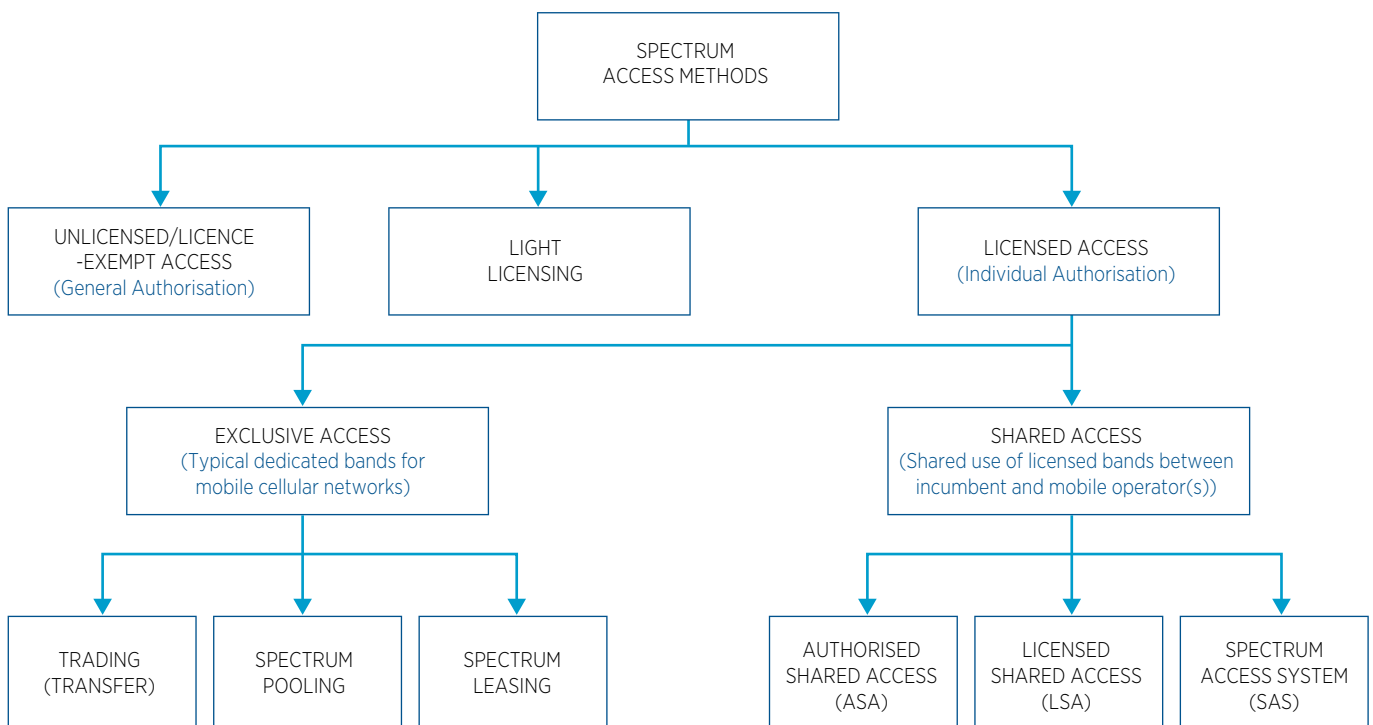 SPECTRUM
ACCESS METHODS
UNLICENSED/LICENCE
-EXEMPT ACCESS
(General Authorisation)
LIGHT
LICENSING
LICENSED ACCESS
(Individual Authorisation)
EXCLUSIVE ACCESS
(Typical dedicated bands for
mobile cellular networks)
SHARED ACCESS
(Shared use of licensed bands between
incumbent and mobile operator(s))
TRADING
(TRANSFER)
SPECTRUM
POOLING
SPECTRUM
LEASING
AUTHORISED
SHARED ACCESS
(ASA)
LICENSED
SHARED ACCESS
(LSA)
SPECTRUM
ACCESS SYSTEM
(SAS)